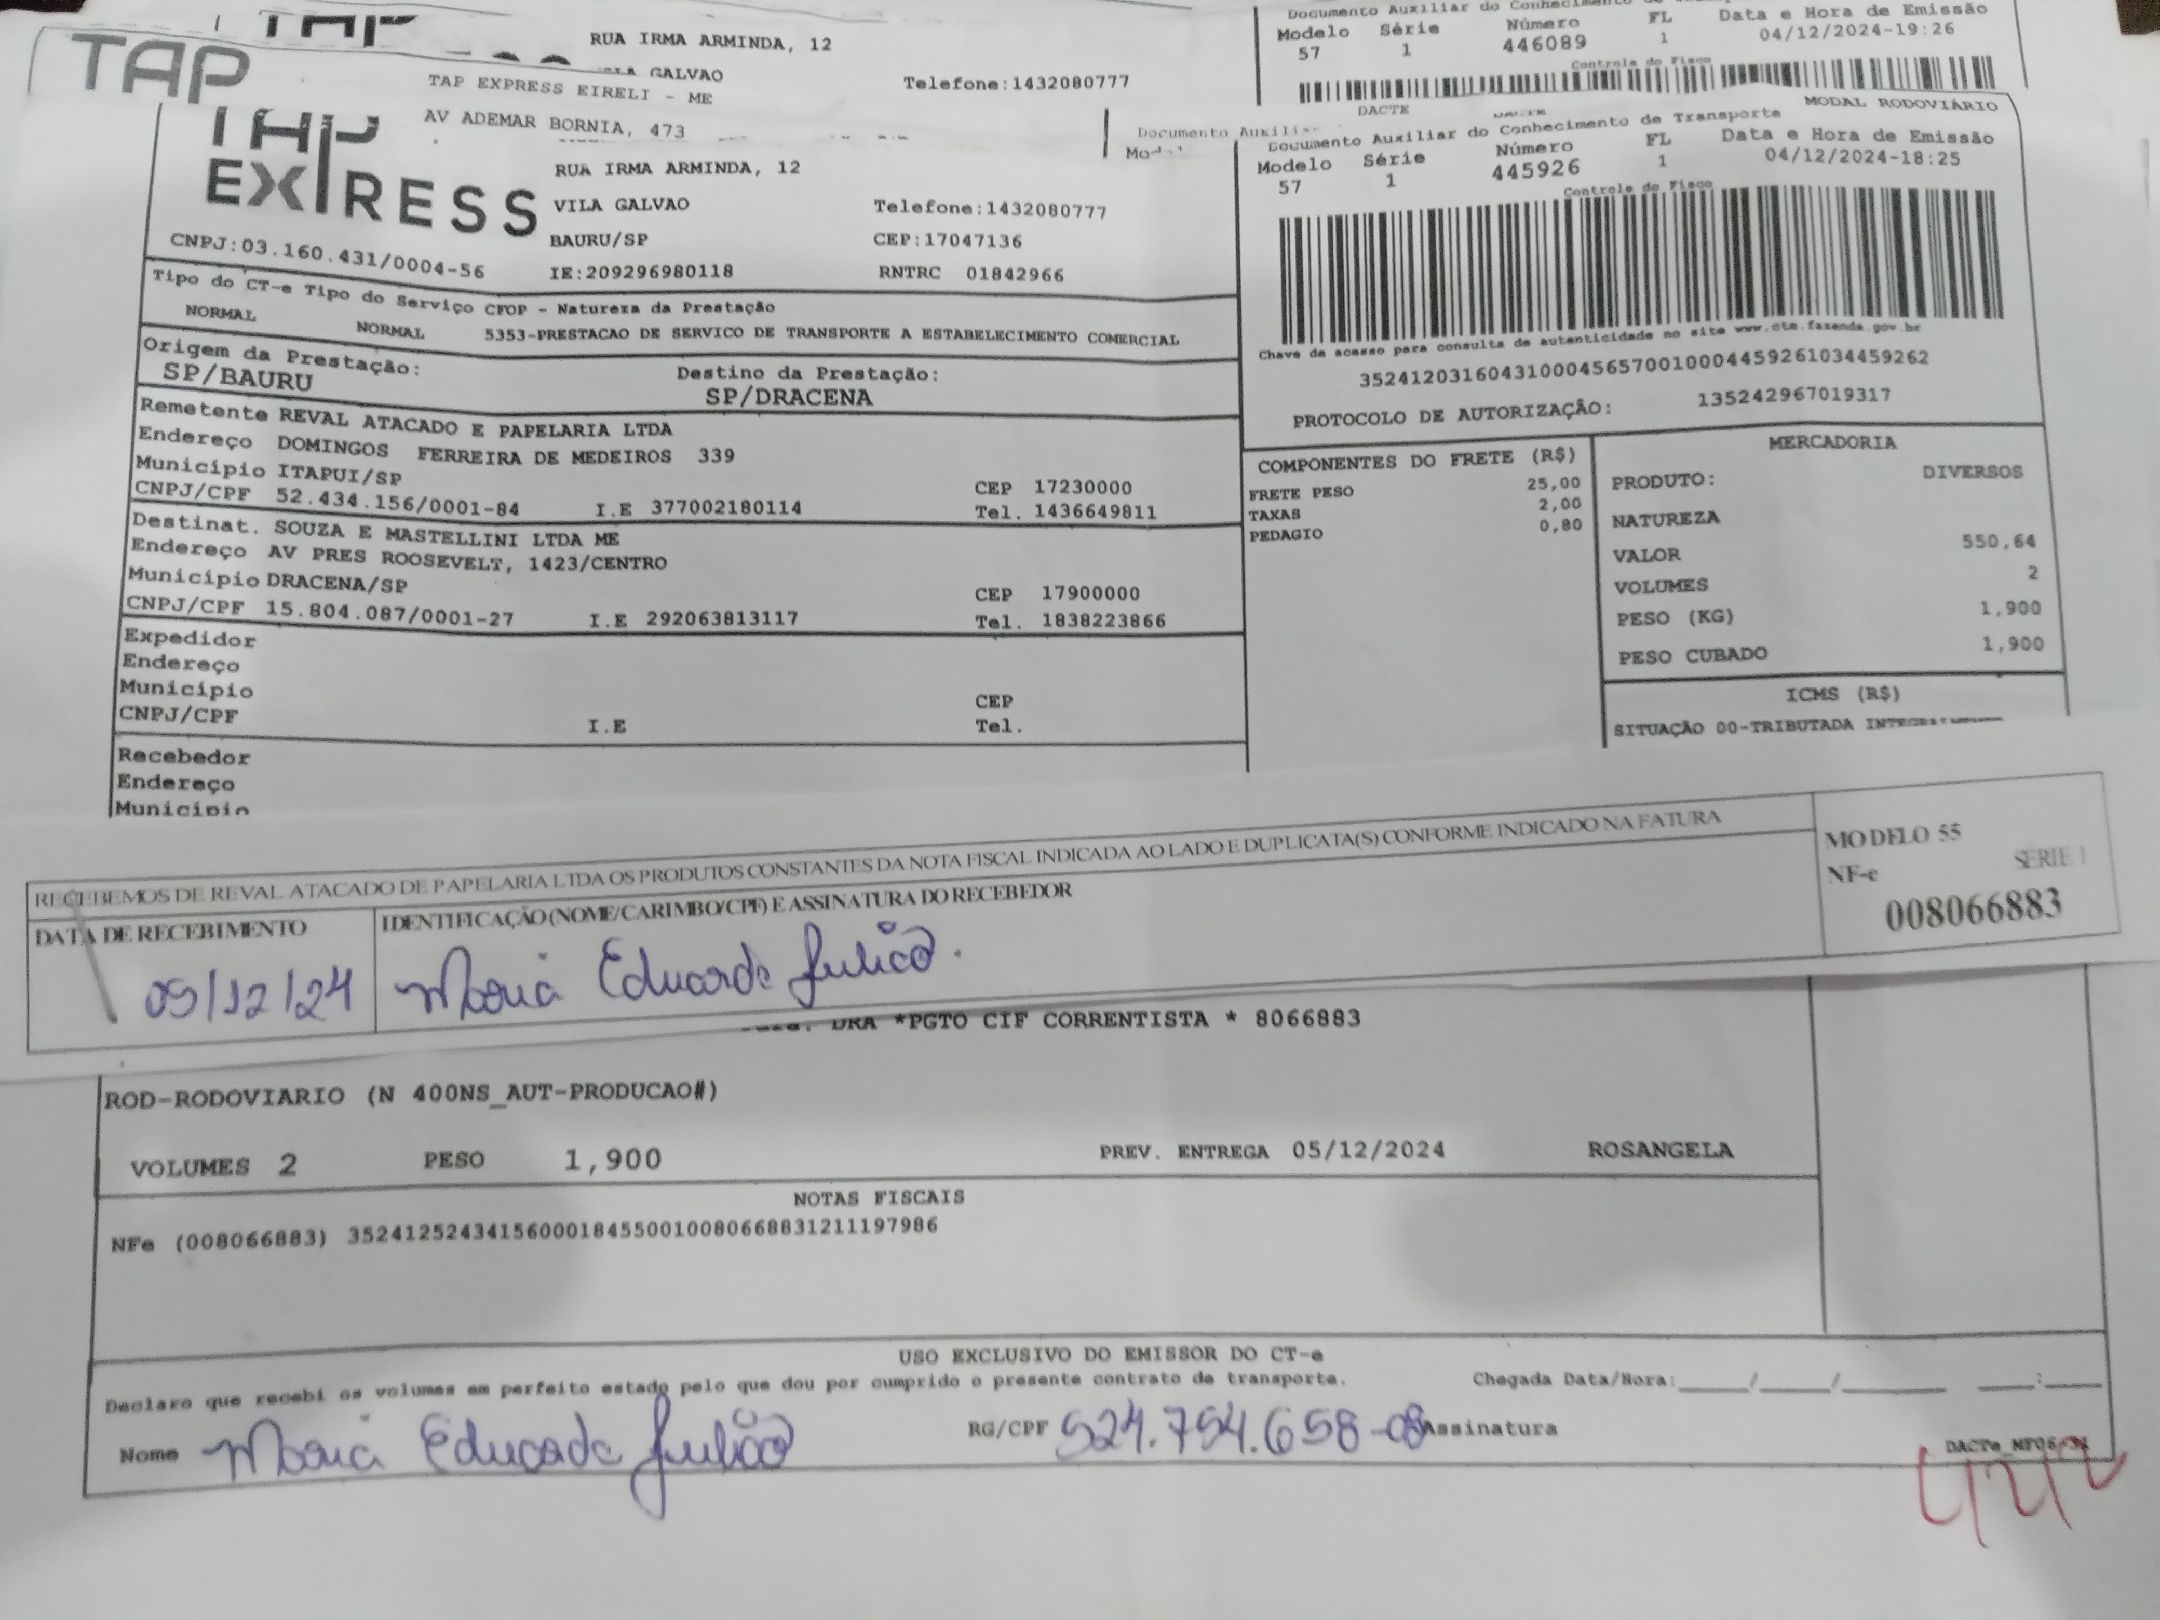 RUA IRMA ARMINDA, 12
GALVAO
Telefone:1432080777
Documento Auxiliar do
Modelo Série Número FL Data e Hora de Emissão
57 1 446089 1 04/12/2024-19:26
Controle do Fisco
TAP
TAP EXPRESS EIRELI - ME
AV ADEMAR BORNIA, 473
DACTE
MODAL RODOVIÁRIO
Documento
TAP EXPRESS
RUA IRMA ARMINDA, 12
VILA GALVAO Telefone:1432080777
BAURU/SP CEP:17047136
CNPJ:03.160.431/0004-56 IE:209296980118 RNTRC 01842966
Documento Auxiliar do Conhecimento de Transporte
Modelo Série Número FL Data e Hora de Emissão
57 1 445926 1 04/12/2024-18:25
Controle do Fisco
Chave de acesso para consulta de autenticidade no site www.cte.fazenda.gov.br
35241203160431000456570010004459261034459262
PROTOCOLO DE AUTORIZAÇÃO: 135242967019317
Tipo do CT-e Tipo do Serviço CFOP - Natureza da Prestação
NORMAL NORMAL 5353-PRESTACAO DE SERVICO DE TRANSPORTE A ESTABELECIMENTO COMERCIAL
Origem da Prestação: Destino da Prestação:
SP/BAURU SP/DRACENA
Remetente REVAL ATACADO E PAPELARIA LTDA
Endereço DOMINGOS FERREIRA DE MEDEIROS 339
Município ITAPUI/SP CEP 17230000
CNPJ/CPF 52.434.156/0001-84 I.E 377002180114 Tel. 1436649811
Destinat. SOUZA E MASTELLINI LTDA ME
Endereço AV PRES ROOSEVELT, 1423/CENTRO
Município DRACENA/SP CEP 17900000
CNPJ/CPF 15.804.087/0001-27 I.E 292063813117 Tel. 1838223866
Expedidor
Endereço
Município CEP
CNPJ/CPF I.E Tel.
Recebedor
Endereço
Município
COMPONENTES DO FRETE (R$)
FRETE PESO 25,00
TAXAS 2,00
PEDAGIO 0,80
MERCADORIA
PRODUTO: DIVERSOS
NATUREZA
VALOR 550,64
VOLUMES 2
PESO (KG) 1,900
PESO CUBADO 1,900
ICMS (R$)
SITUAÇÃO 00-TRIBUTADA
RECEBEMOS DE REVAL ATACADO DE PAPELARIA LTDA OS PRODUTOS CONSTANTES DA NOTA FISCAL INDICADA AO LADO E DUPLICATA(S) CONFORME INDICADO NA FATURA
DATA DE RECEBIMENTO IDENTIFICAÇÃO (NOME/CARIMBO/CPF) E ASSINATURA DO RECEBEDOR
05/12/24 Maria Eduarda Julião.
MODELO 55
NF-e SÉRIE 1
008066883
DRA *PGTO CIF CORRENTISTA * 8066883
ROD-RODOVIARIO (N 400NS_AUT-PRODUCAO#)
VOLUMES 2 PESO 1,900 PREV. ENTREGA 05/12/2024 ROSANGELA
NOTAS FISCAIS
NFe (008066883) 35241252434156000184550010080668831211197986
USO EXCLUSIVO DO EMISSOR DO CT-e
Declaro que recebi os volumes em perfeito estado pelo que dou por cumprido o presente contrato de transporte. Chegada Data/Hora:____/____/____ ___:___
Nome Maria Eduarda Julião RG/CPF 524.754.658-08 Assinatura